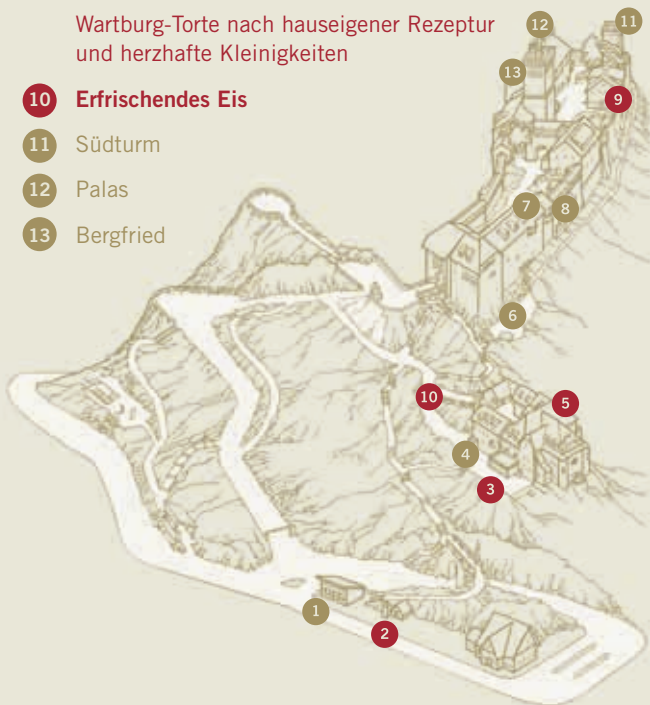 Wartburg-Torte nach hauseigener Rezeptur
und herzhafte Kleinigkeiten
10 Erfrischendes Eis
11 Südturm
12 Palas
13 Bergfried
12
11
13
9
7
8
6
10
5
4
3
1
2